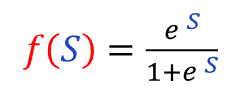 f(S) = e^S / 1+e^S